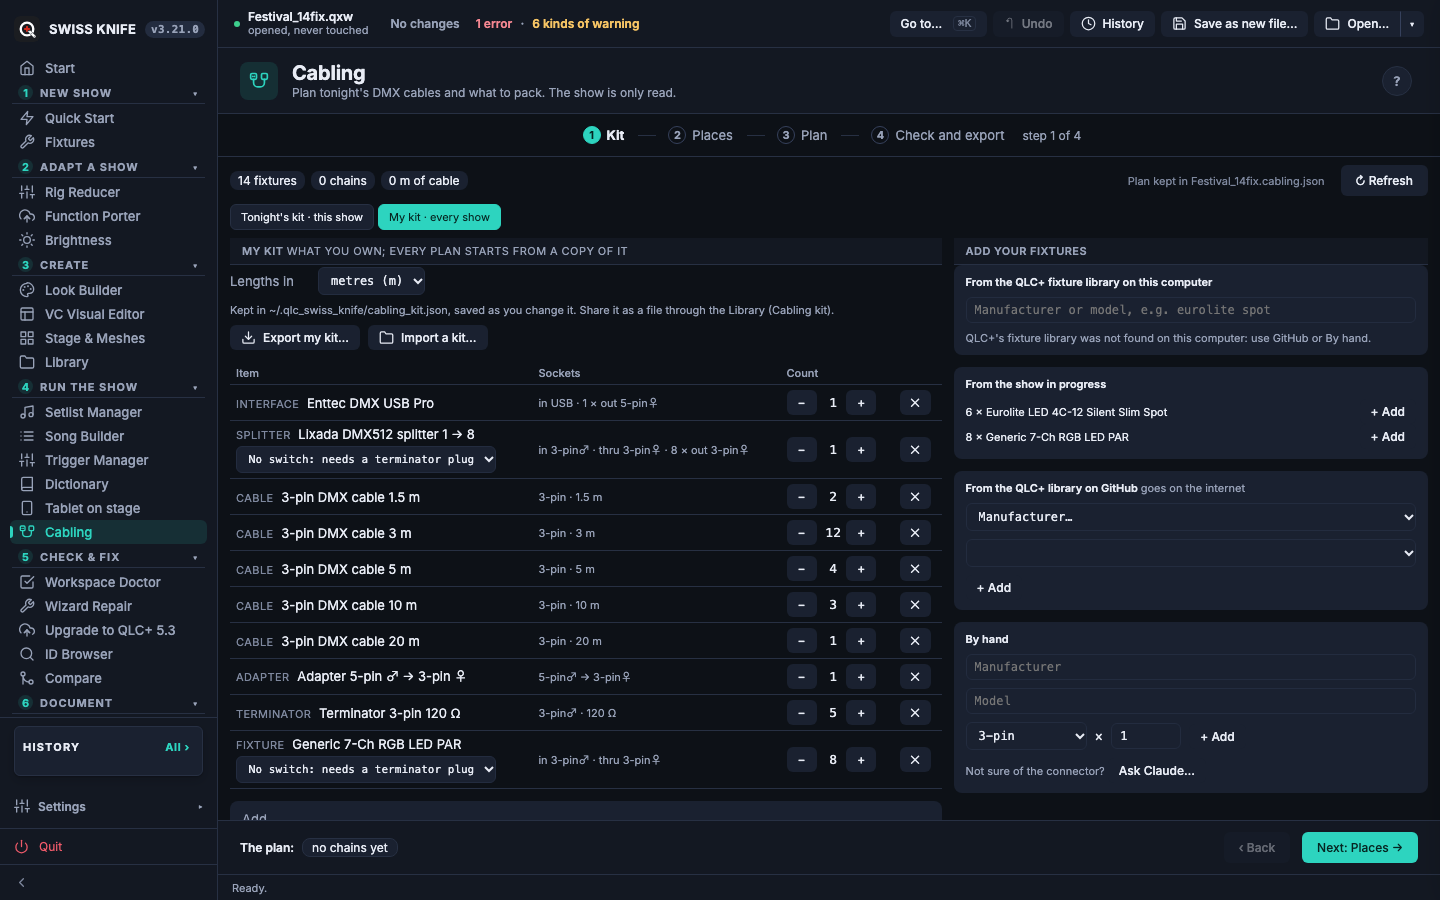 SWISS KNIFE v3.21.0
Start
1 NEW SHOW
Quick Start
Fixtures
2 ADAPT A SHOW
Rig Reducer
Function Porter
Brightness
3 CREATE
Look Builder
VC Visual Editor
Stage & Meshes
Library
4 RUN THE SHOW
Setlist Manager
Song Builder
Trigger Manager
Dictionary
Tablet on stage
Cabling
5 CHECK & FIX
Workspace Doctor
Wizard Repair
Upgrade to QLC+ 5.3
ID Browser
Compare
6 DOCUMENT
HISTORY All ›
Settings
Quit
Festival_14fix.qxw
opened, never touched
No changes 1 error · 6 kinds of warning
Go to... ⌘K Undo History Save as new file... Open...
Cabling
Plan tonight's DMX cables and what to pack. The show is only read.
?
1 Kit 2 Places 3 Plan 4 Check and export step 1 of 4
14 fixtures 0 chains 0 m of cable
Plan kept in Festival_14fix.cabling.json ↻ Refresh
Tonight's kit · this show My kit · every show
MY KIT WHAT YOU OWN; EVERY PLAN STARTS FROM A COPY OF IT
Lengths in metres (m)
Kept in ~/.qlc_swiss_knife/cabling_kit.json, saved as you change it. Share it as a file through the Library (Cabling kit).
Export my kit... Import a kit...
Item Sockets Count
INTERFACE Enttec DMX USB Pro in USB · 1 × out 5-pin♀ − 1 + ×
SPLITTER Lixada DMX512 splitter 1 → 8
No switch: needs a terminator plug
in 3-pin♂ · thru 3-pin♀ · 8 × out 3-pin♀ − 1 + ×
CABLE 3-pin DMX cable 1.5 m 3-pin · 1.5 m − 2 + ×
CABLE 3-pin DMX cable 3 m 3-pin · 3 m − 12 + ×
CABLE 3-pin DMX cable 5 m 3-pin · 5 m − 4 + ×
CABLE 3-pin DMX cable 10 m 3-pin · 10 m − 3 + ×
CABLE 3-pin DMX cable 20 m 3-pin · 20 m − 1 + ×
ADAPTER Adapter 5-pin ♂ → 3-pin ♀ 5-pin♂ → 3-pin♀ − 1 + ×
TERMINATOR Terminator 3-pin 120 Ω 3-pin♂ · 120 Ω − 5 + ×
FIXTURE Generic 7-Ch RGB LED PAR
No switch: needs a terminator plug
in 3-pin♂ · thru 3-pin♀ − 8 + ×
Add
ADD YOUR FIXTURES
From the QLC+ fixture library on this computer
Manufacturer or model, e.g. eurolite spot
QLC+'s fixture library was not found on this computer: use GitHub or By hand.
From the show in progress
6 × Eurolite LED 4C-12 Silent Slim Spot + Add
8 × Generic 7-Ch RGB LED PAR + Add
From the QLC+ library on GitHub goes on the internet
Manufacturer…
+ Add
By hand
Manufacturer
Model
3-pin × 1 + Add
Not sure of the connector? Ask Claude...
The plan: no chains yet
‹ Back Next: Places →
Ready.